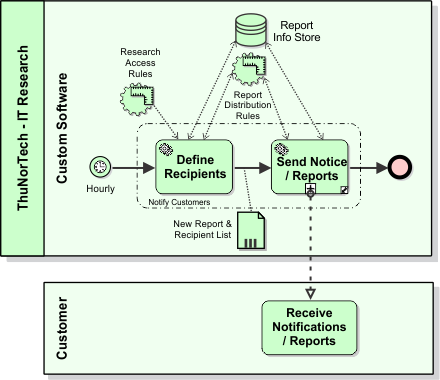 ThuNorTech - IT Research
Custom Software
Report
Info Store
Research
Access
Rules
Report
Distribution
Rules
Hourly
Define
Recipients
Send Notice
/ Reports
Notify Customers
New Report &
Recipient List
Customer
Receive
Notifications
/ Reports